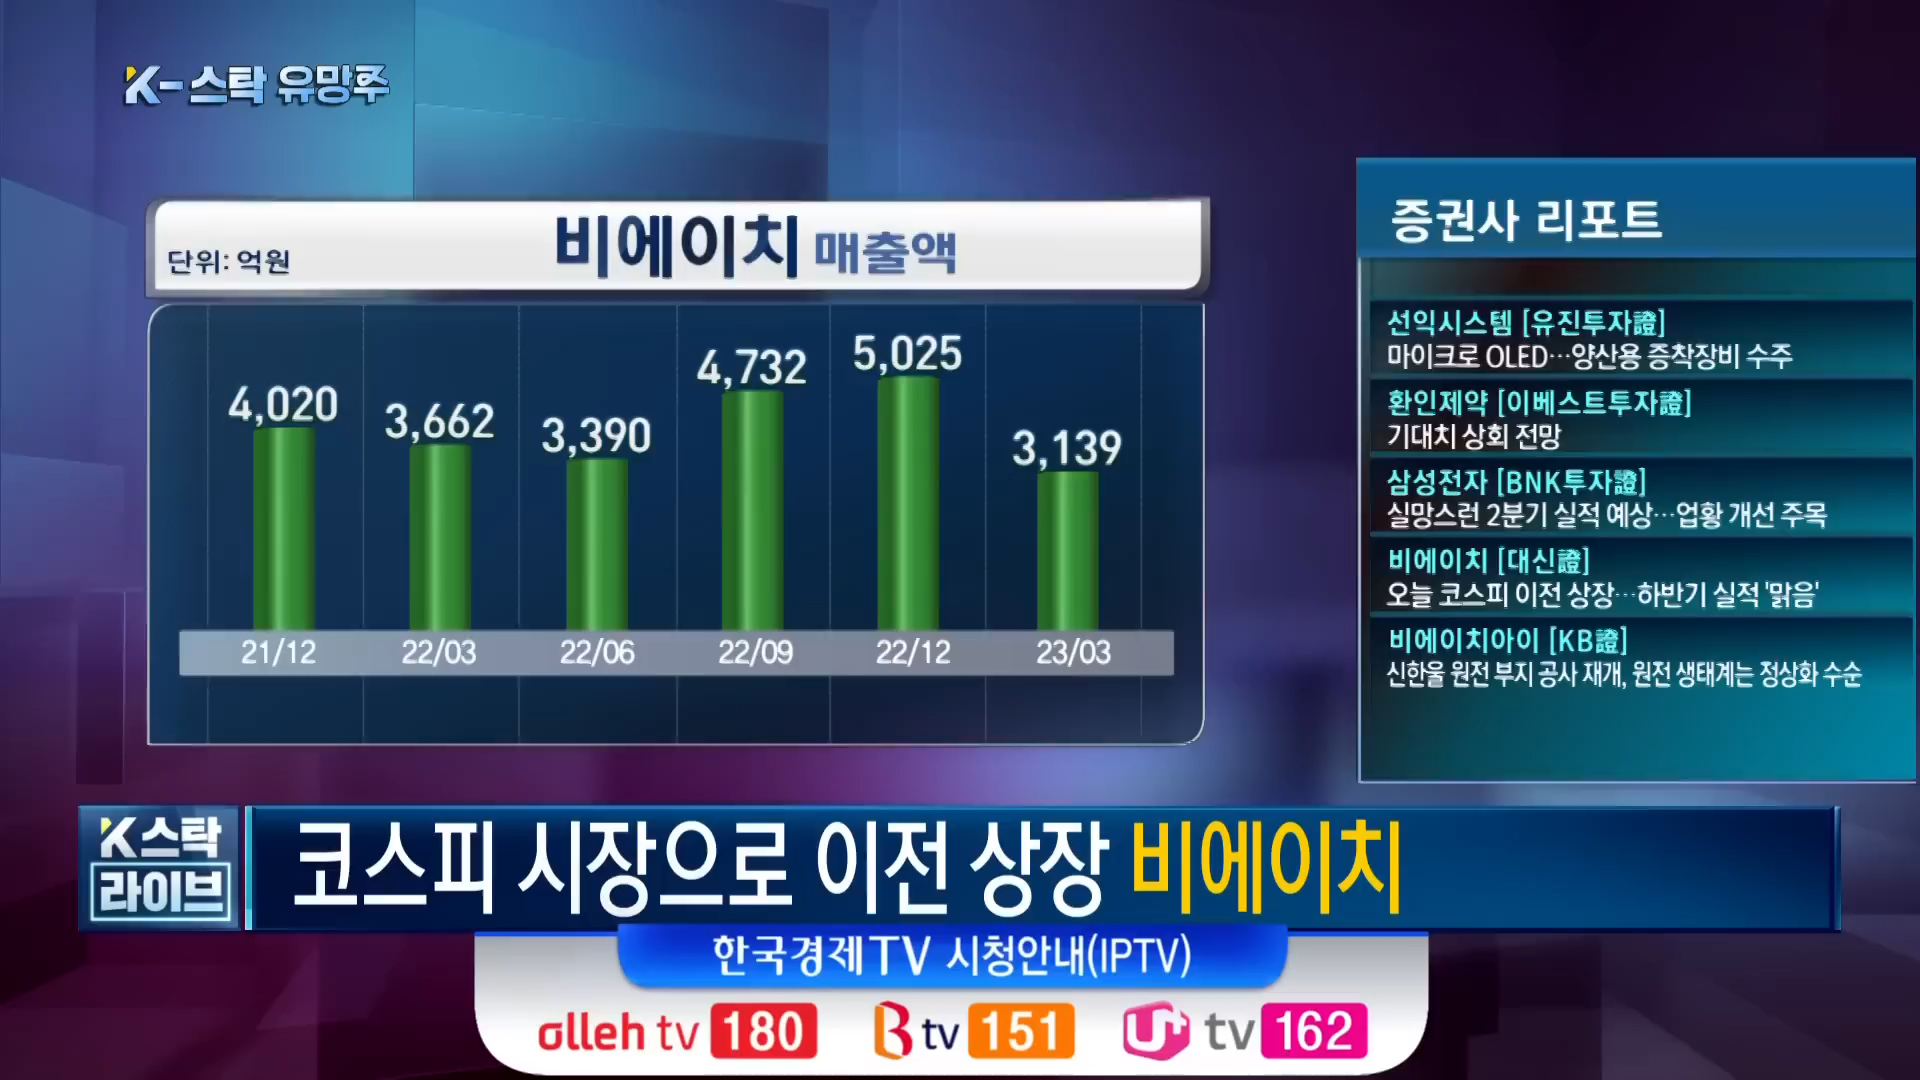 K-스탁 유망주
단위: 억원
비에이치 매출액
4,020
3,662
3,390
4,732
5,025
3,139
21/12
22/03
22/06
22/09
22/12
23/03
증권사 리포트
선익시스템 [유진투자證]
마이크로 OLED…양산용 증착장비 수주
환인제약 [이베스트투자證]
기대치 상회 전망
삼성전자 [BNK투자證]
실망스런 2분기 실적 예상…업황 개선 주목
비에이치 [대신證]
오늘 코스피 이전 상장…하반기 실적 '맑음'
비에이치아이 [KB證]
신한울 원전 부지 공사 재개, 원전 생태계는 정상화 수순
K스탁
라이브
코스피 시장으로 이전 상장 비에이치
한국경제TV 시청안내(IPTV)
olleh tv 180
B tv 151
U+ tv 162